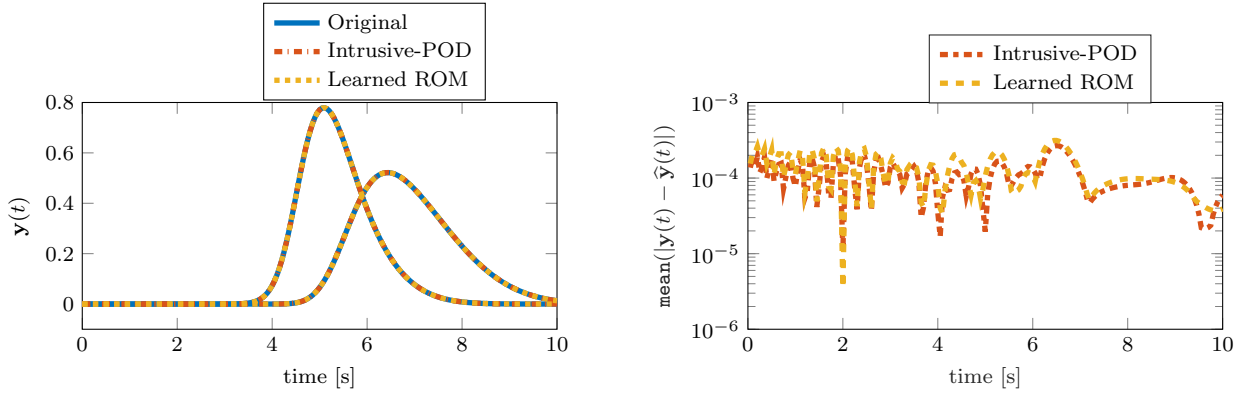 Original
Intrusive-POD
Learned ROM
0.8
0.6
0.4
0.2
0
0 2 4 6 8 10
time [s]
y(t)
Intrusive-POD
Learned ROM
10⁻³
10⁻⁴
10⁻⁵
10⁻⁶
0 2 4 6 8 10
time [s]
mean(|y(t) − ŷ(t)|)